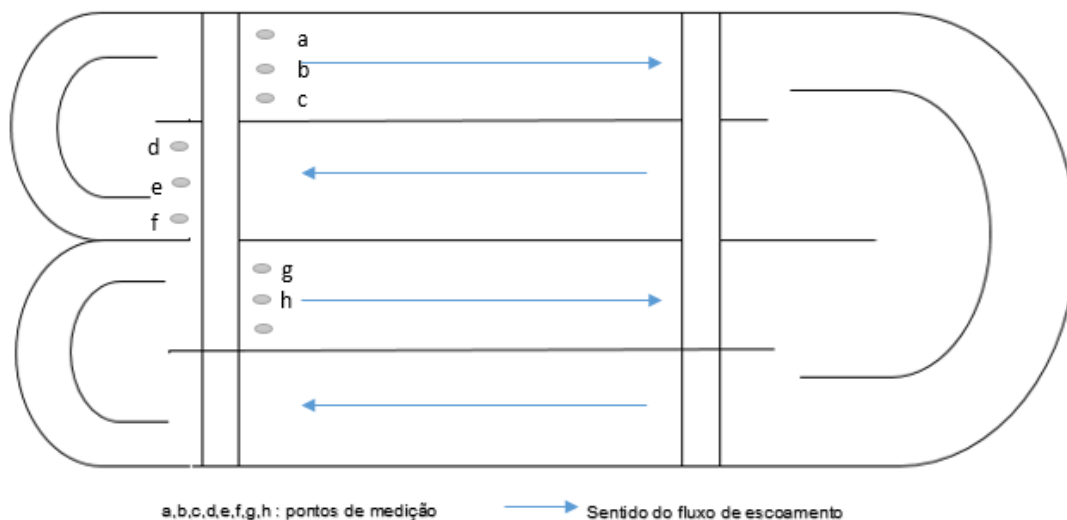 a
b
c
d
e
f
g
h
a,b,c,d,e,f,g,h : pontos de medição
Sentido do fluxo de escoamento